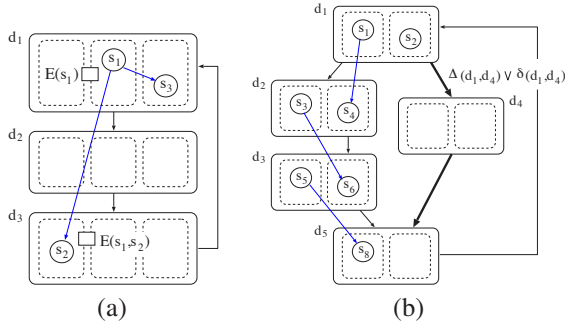 d1
s1
E(s1)
s3
d2
d3
E(s1,s2)
s2
(a)
d1
s1
s2
Δ(d1,d4) ∨ δ(d1,d4)
d2
s3
s4
d4
d3
s5
s6
d5
s8
(b)